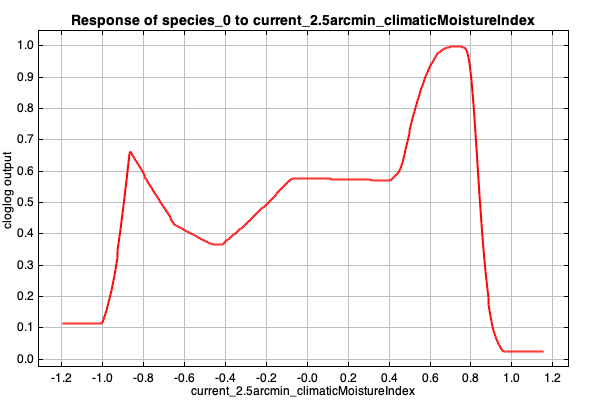 Response of species_0 to current_2.5arcmin_climaticMoistureIndex
cloglog output
1.0
0.9
0.8
0.7
0.6
0.5
0.4
0.3
0.2
0.1
0.0
-1.2 -1.0 -0.8 -0.6 -0.4 -0.2 -0.0 0.2 0.4 0.6 0.8 1.0 1.2
current_2.5arcmin_climaticMoistureIndex